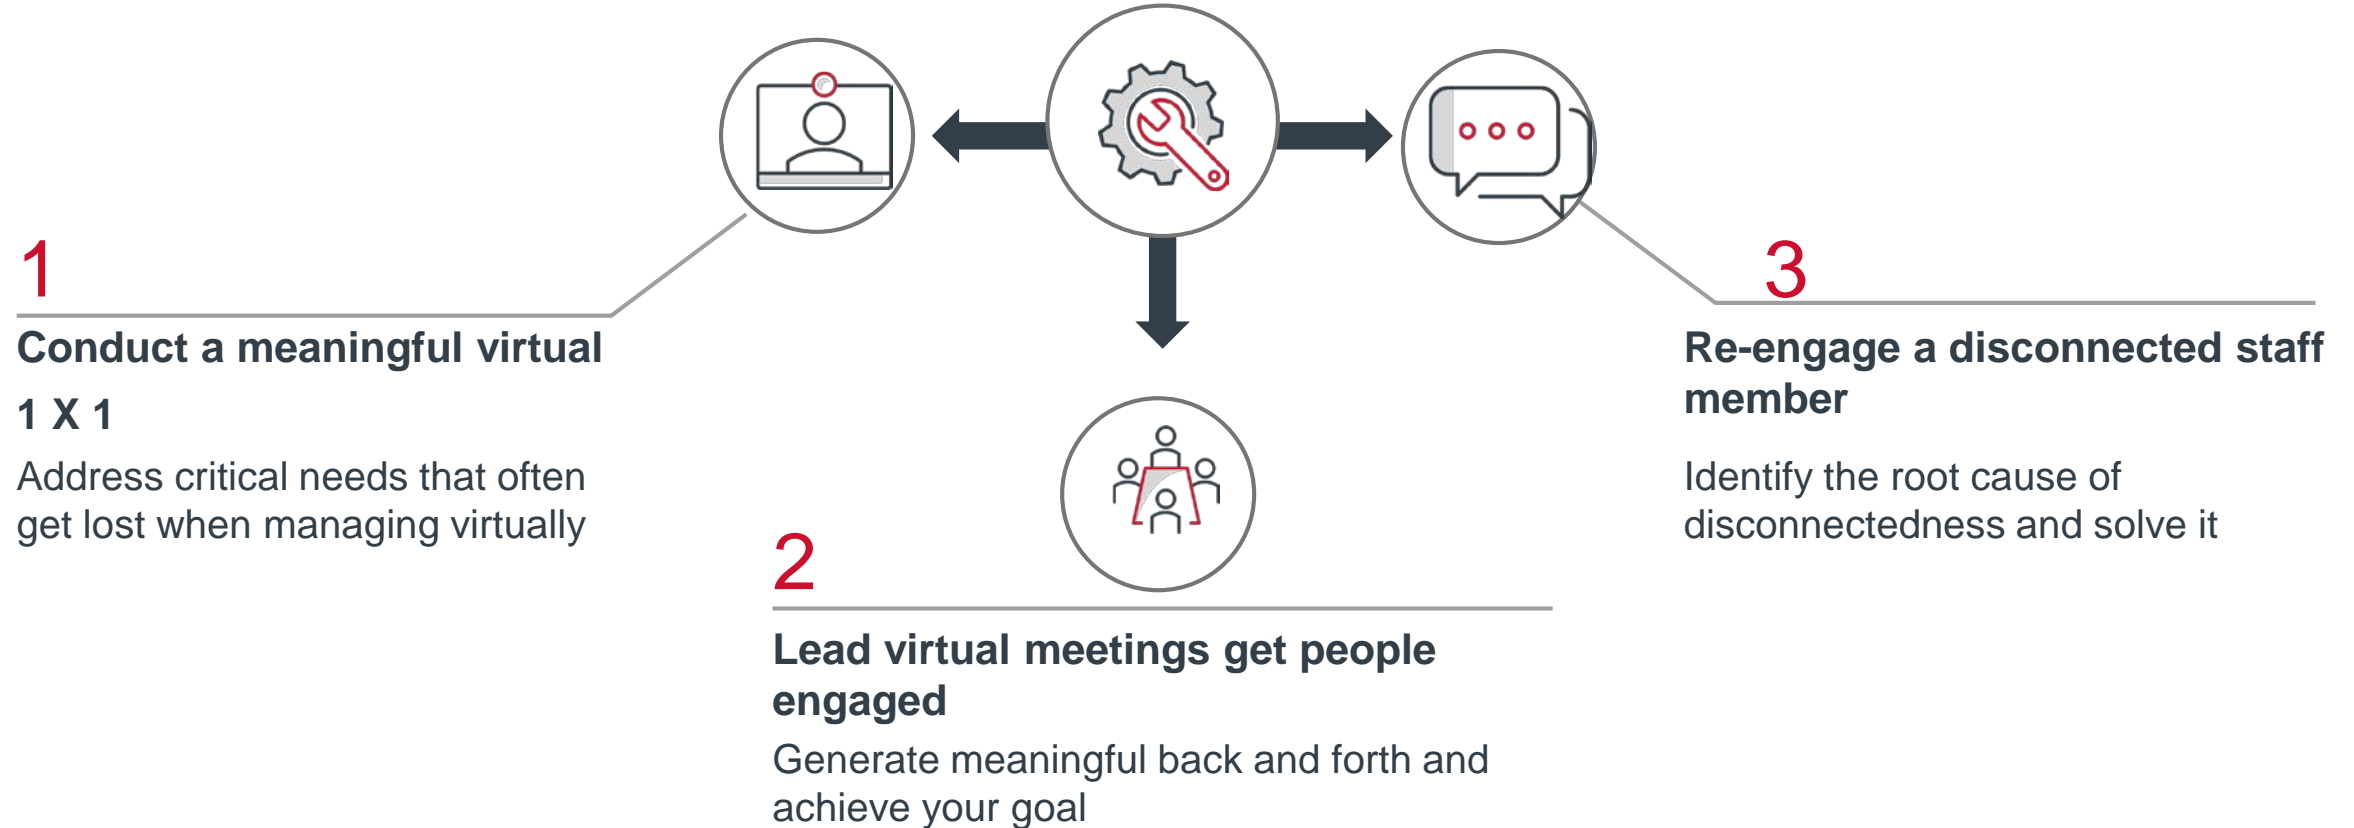 1
Conduct a meaningful virtual
1 X 1
Address critical needs that often
get lost when managing virtually
2
Lead virtual meetings get people
engaged
Generate meaningful back and forth and
achieve your goal
3
Re-engage a disconnected staff
member
Identify the root cause of
disconnectedness and solve it